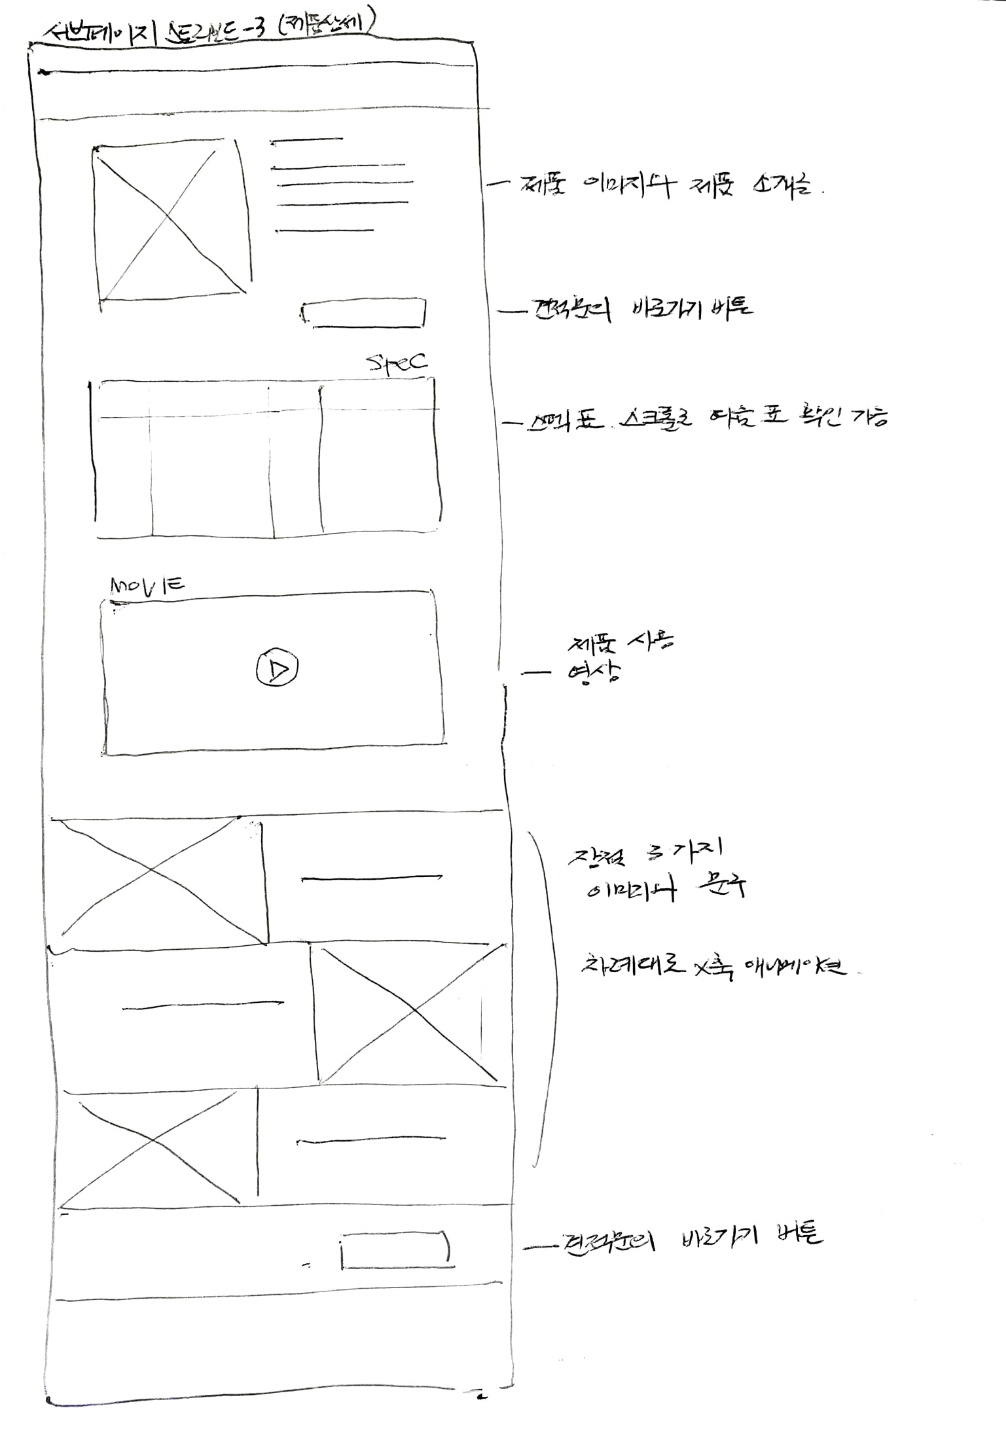 서브페이지 스토리보드-3 (제품상세)
제품 이미지와 제품 소개글.
견적문의 바로가기 버튼
SPEC
스펙 표. 스크롤로 다음 표 확인 가능
MOVIE
제품 사용
영상
장점 3가지
이미지와 문구
차례대로 x축 애니메이션.
견적문의 바로가기 버튼